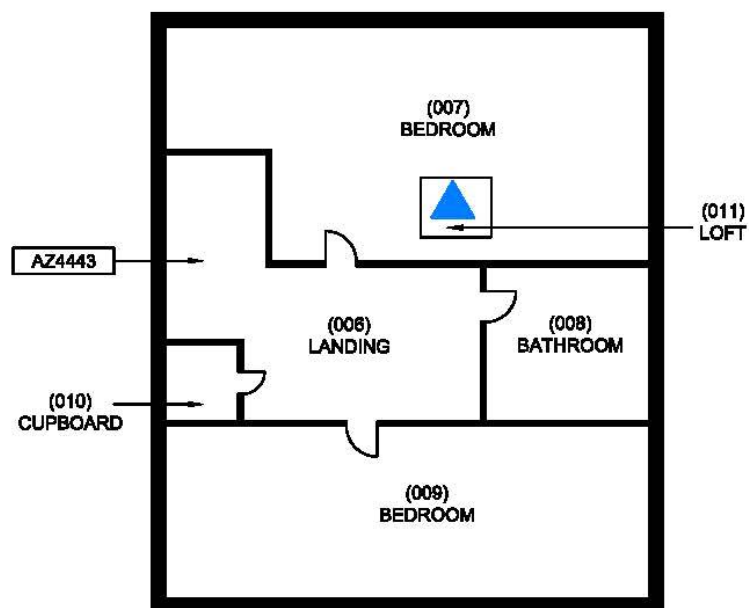 (007)
BEDROOM
(011)
LOFT
AZ4443
(006)
LANDING
(008)
BATHROOM
(010)
CUPBOARD
(009)
BEDROOM